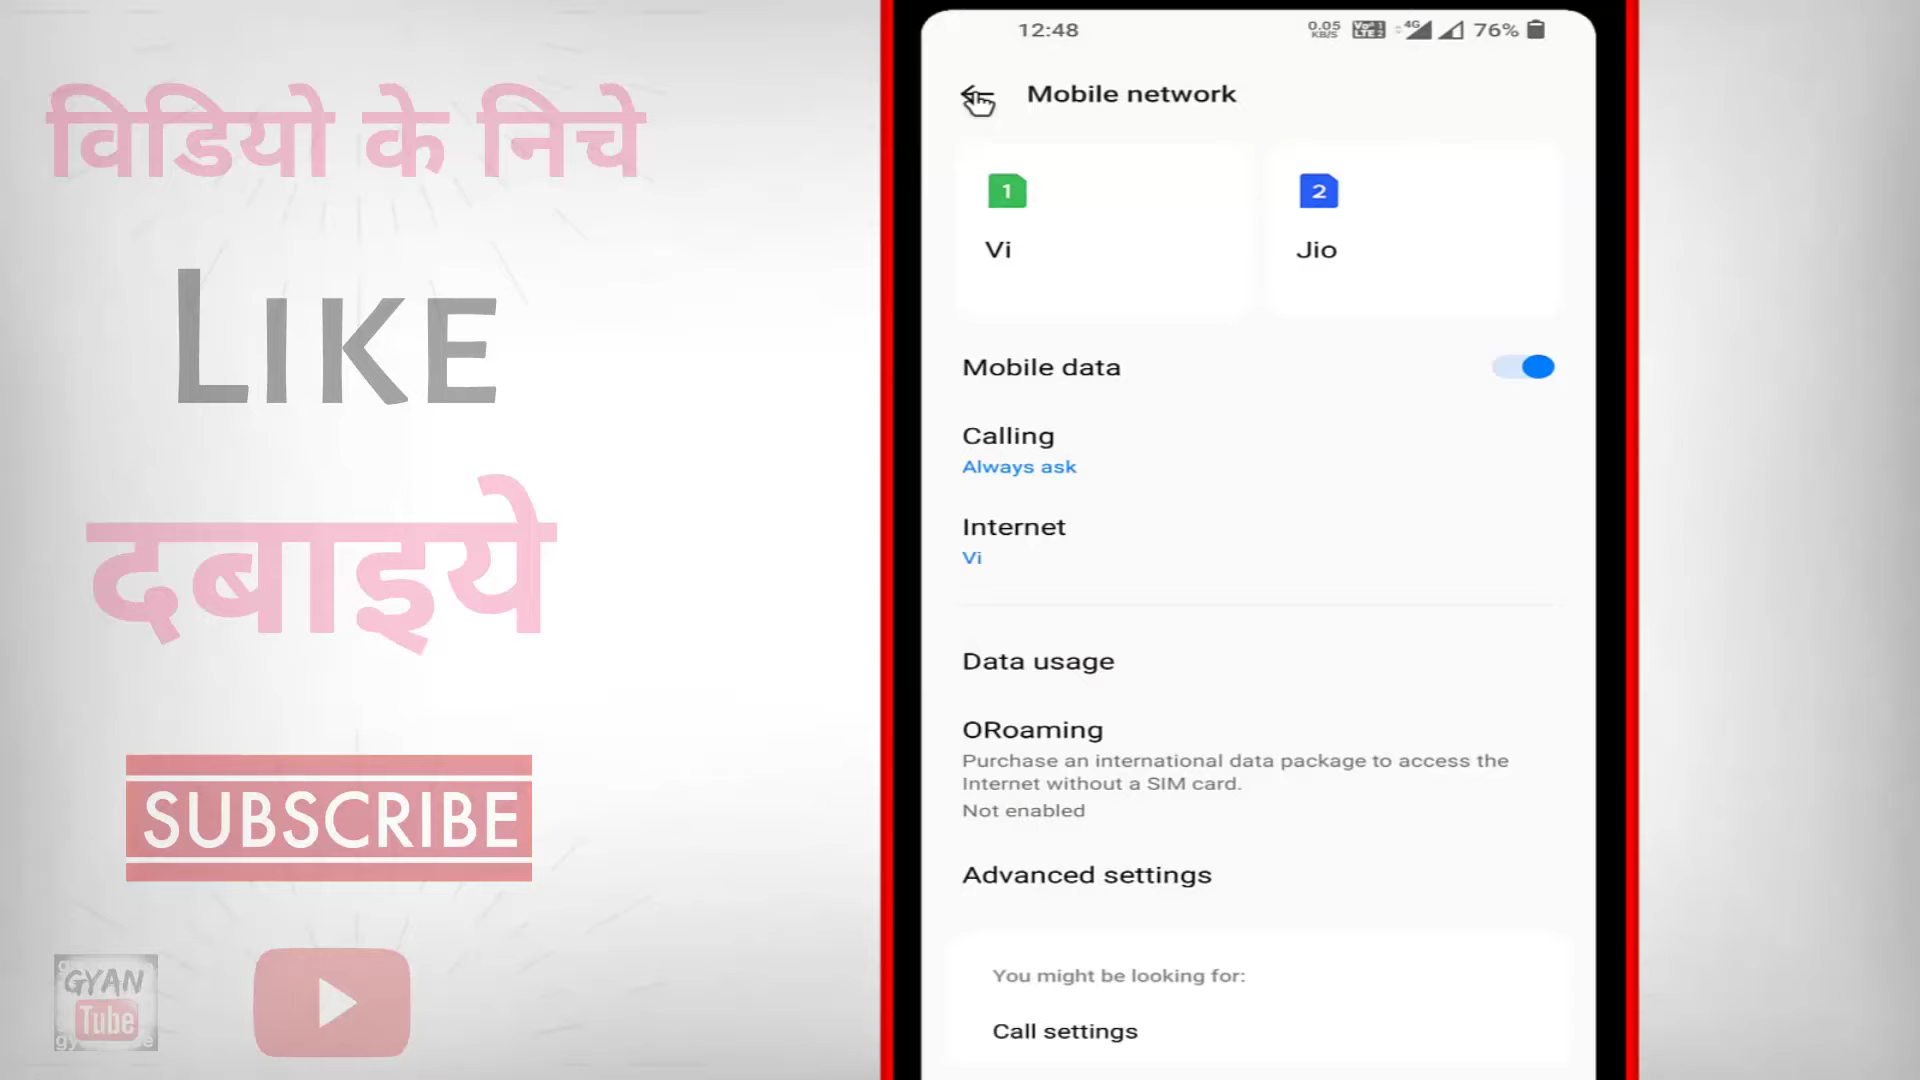 विडियो के निचे
LIKE
दबाइये
SUBSCRIBE
GYAN
Tube
12:48
0.05
KB/S
4G
76%
Mobile network
1
2
Vi
Jio
Mobile data
Calling
Always ask
Internet
Vi
Data usage
ORoaming
Purchase an international data package to access the
Internet without a SIM card.
Not enabled
Advanced settings
You might be looking for:
Call settings